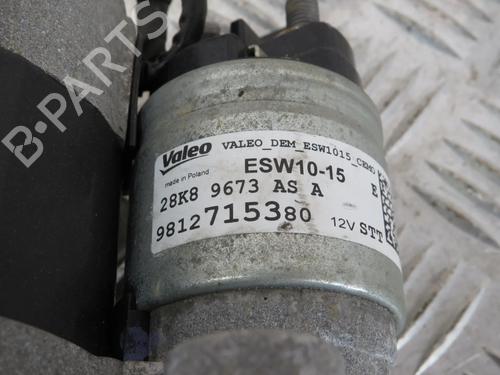 Valeo VALEO_DEM_ESW1015_CEMO
made in Poland ESW10-15 E
28K8 9673 AS A
9812715380 12V STT
B-Parts